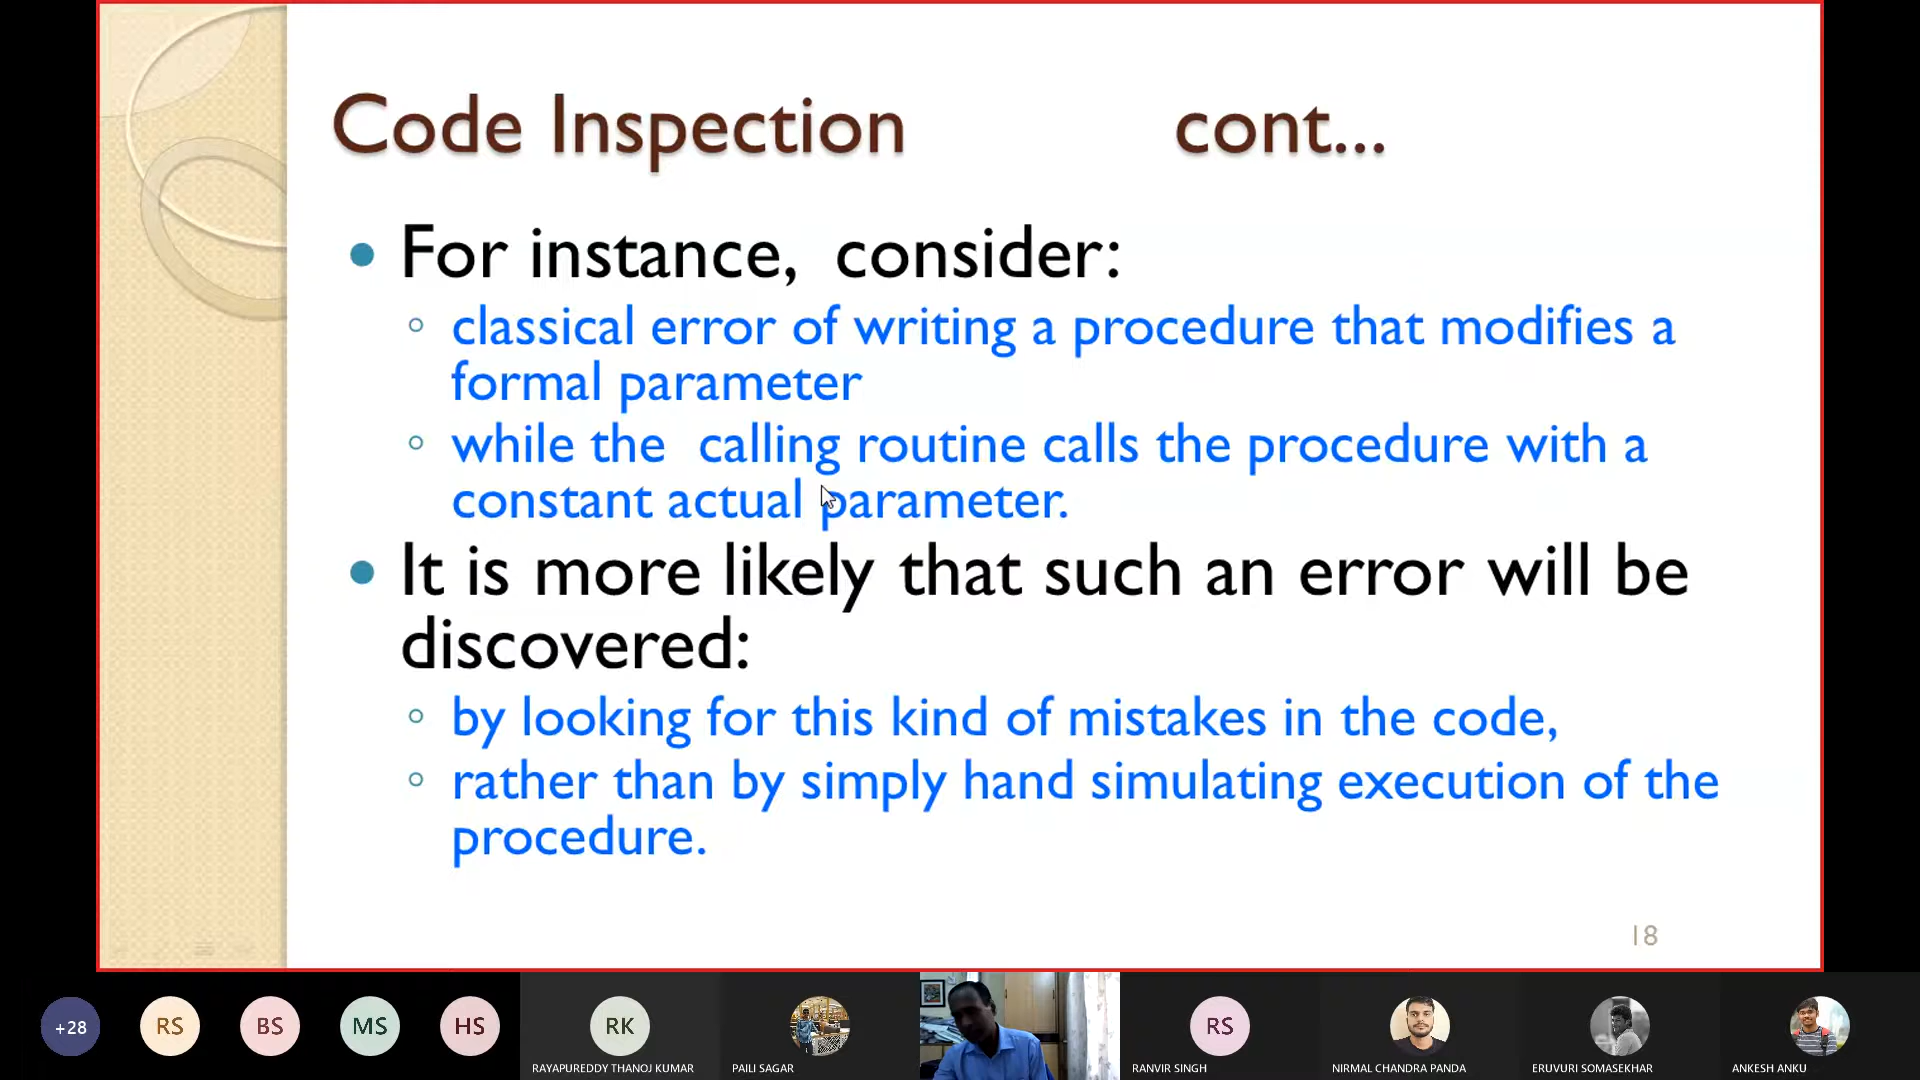 Code Inspection cont...
For instance, consider:
classical error of writing a procedure that modifies a
formal parameter
while the calling routine calls the procedure with a
constant actual parameter.
It is more likely that such an error will be
discovered:
by looking for this kind of mistakes in the code,
rather than by simply hand simulating execution of the
procedure.
18
+28
RS
BS
MS
HS
RK
RS
RAYAPUREDDY THANOJ KUMAR
PAILI SAGAR
RANVIR SINGH
NIRMAL CHANDRA PANDA
ERUVURI SOMASEKHAR
ANKESH ANKU